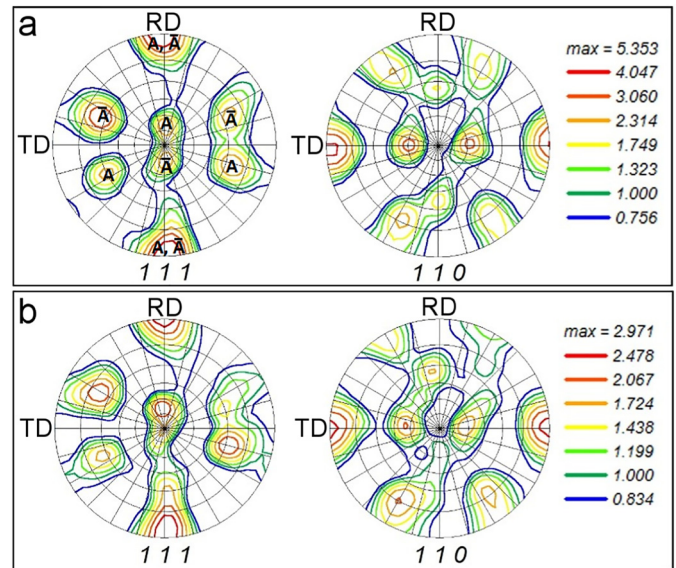 a
RD
A, Ā
Ā
A
Ā
TD
A
Ā
A
A, Ā
1 1 1
RD
TD
1 1 0
max = 5.353
4.047
3.060
2.314
1.749
1.323
1.000
0.756
b
RD
TD
1 1 1
RD
TD
1 1 0
max = 2.971
2.478
2.067
1.724
1.438
1.199
1.000
0.834